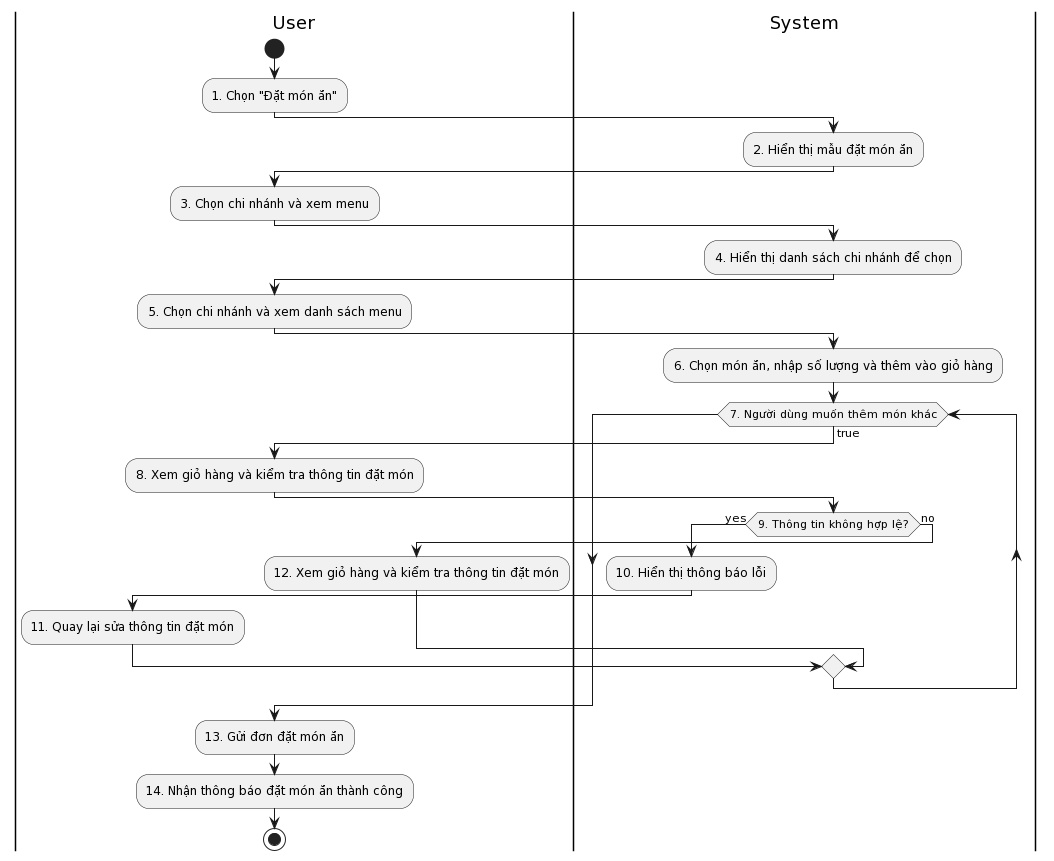 User
System
1. Chọn "Đặt món ăn"
2. Hiển thị mẫu đặt món ăn
3. Chọn chi nhánh và xem menu
4. Hiển thị danh sách chi nhánh để chọn
5. Chọn chi nhánh và xem danh sách menu
6. Chọn món ăn, nhập số lượng và thêm vào giỏ hàng
7. Người dùng muốn thêm món khác
true
8. Xem giỏ hàng và kiểm tra thông tin đặt món
yes
9. Thông tin không hợp lệ?
no
12. Xem giỏ hàng và kiểm tra thông tin đặt món
10. Hiển thị thông báo lỗi
11. Quay lại sửa thông tin đặt món
13. Gửi đơn đặt món ăn
14. Nhận thông báo đặt món ăn thành công